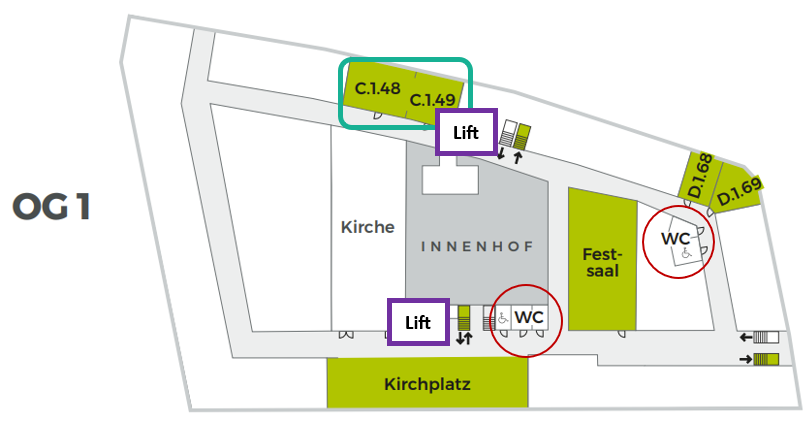 C.1.48
C.1.49
Lift
D.1.68
D.1.69
OG 1
Kirche
INNENHOF
WC
Fest-
saal
Lift
WC
Kirchplatz